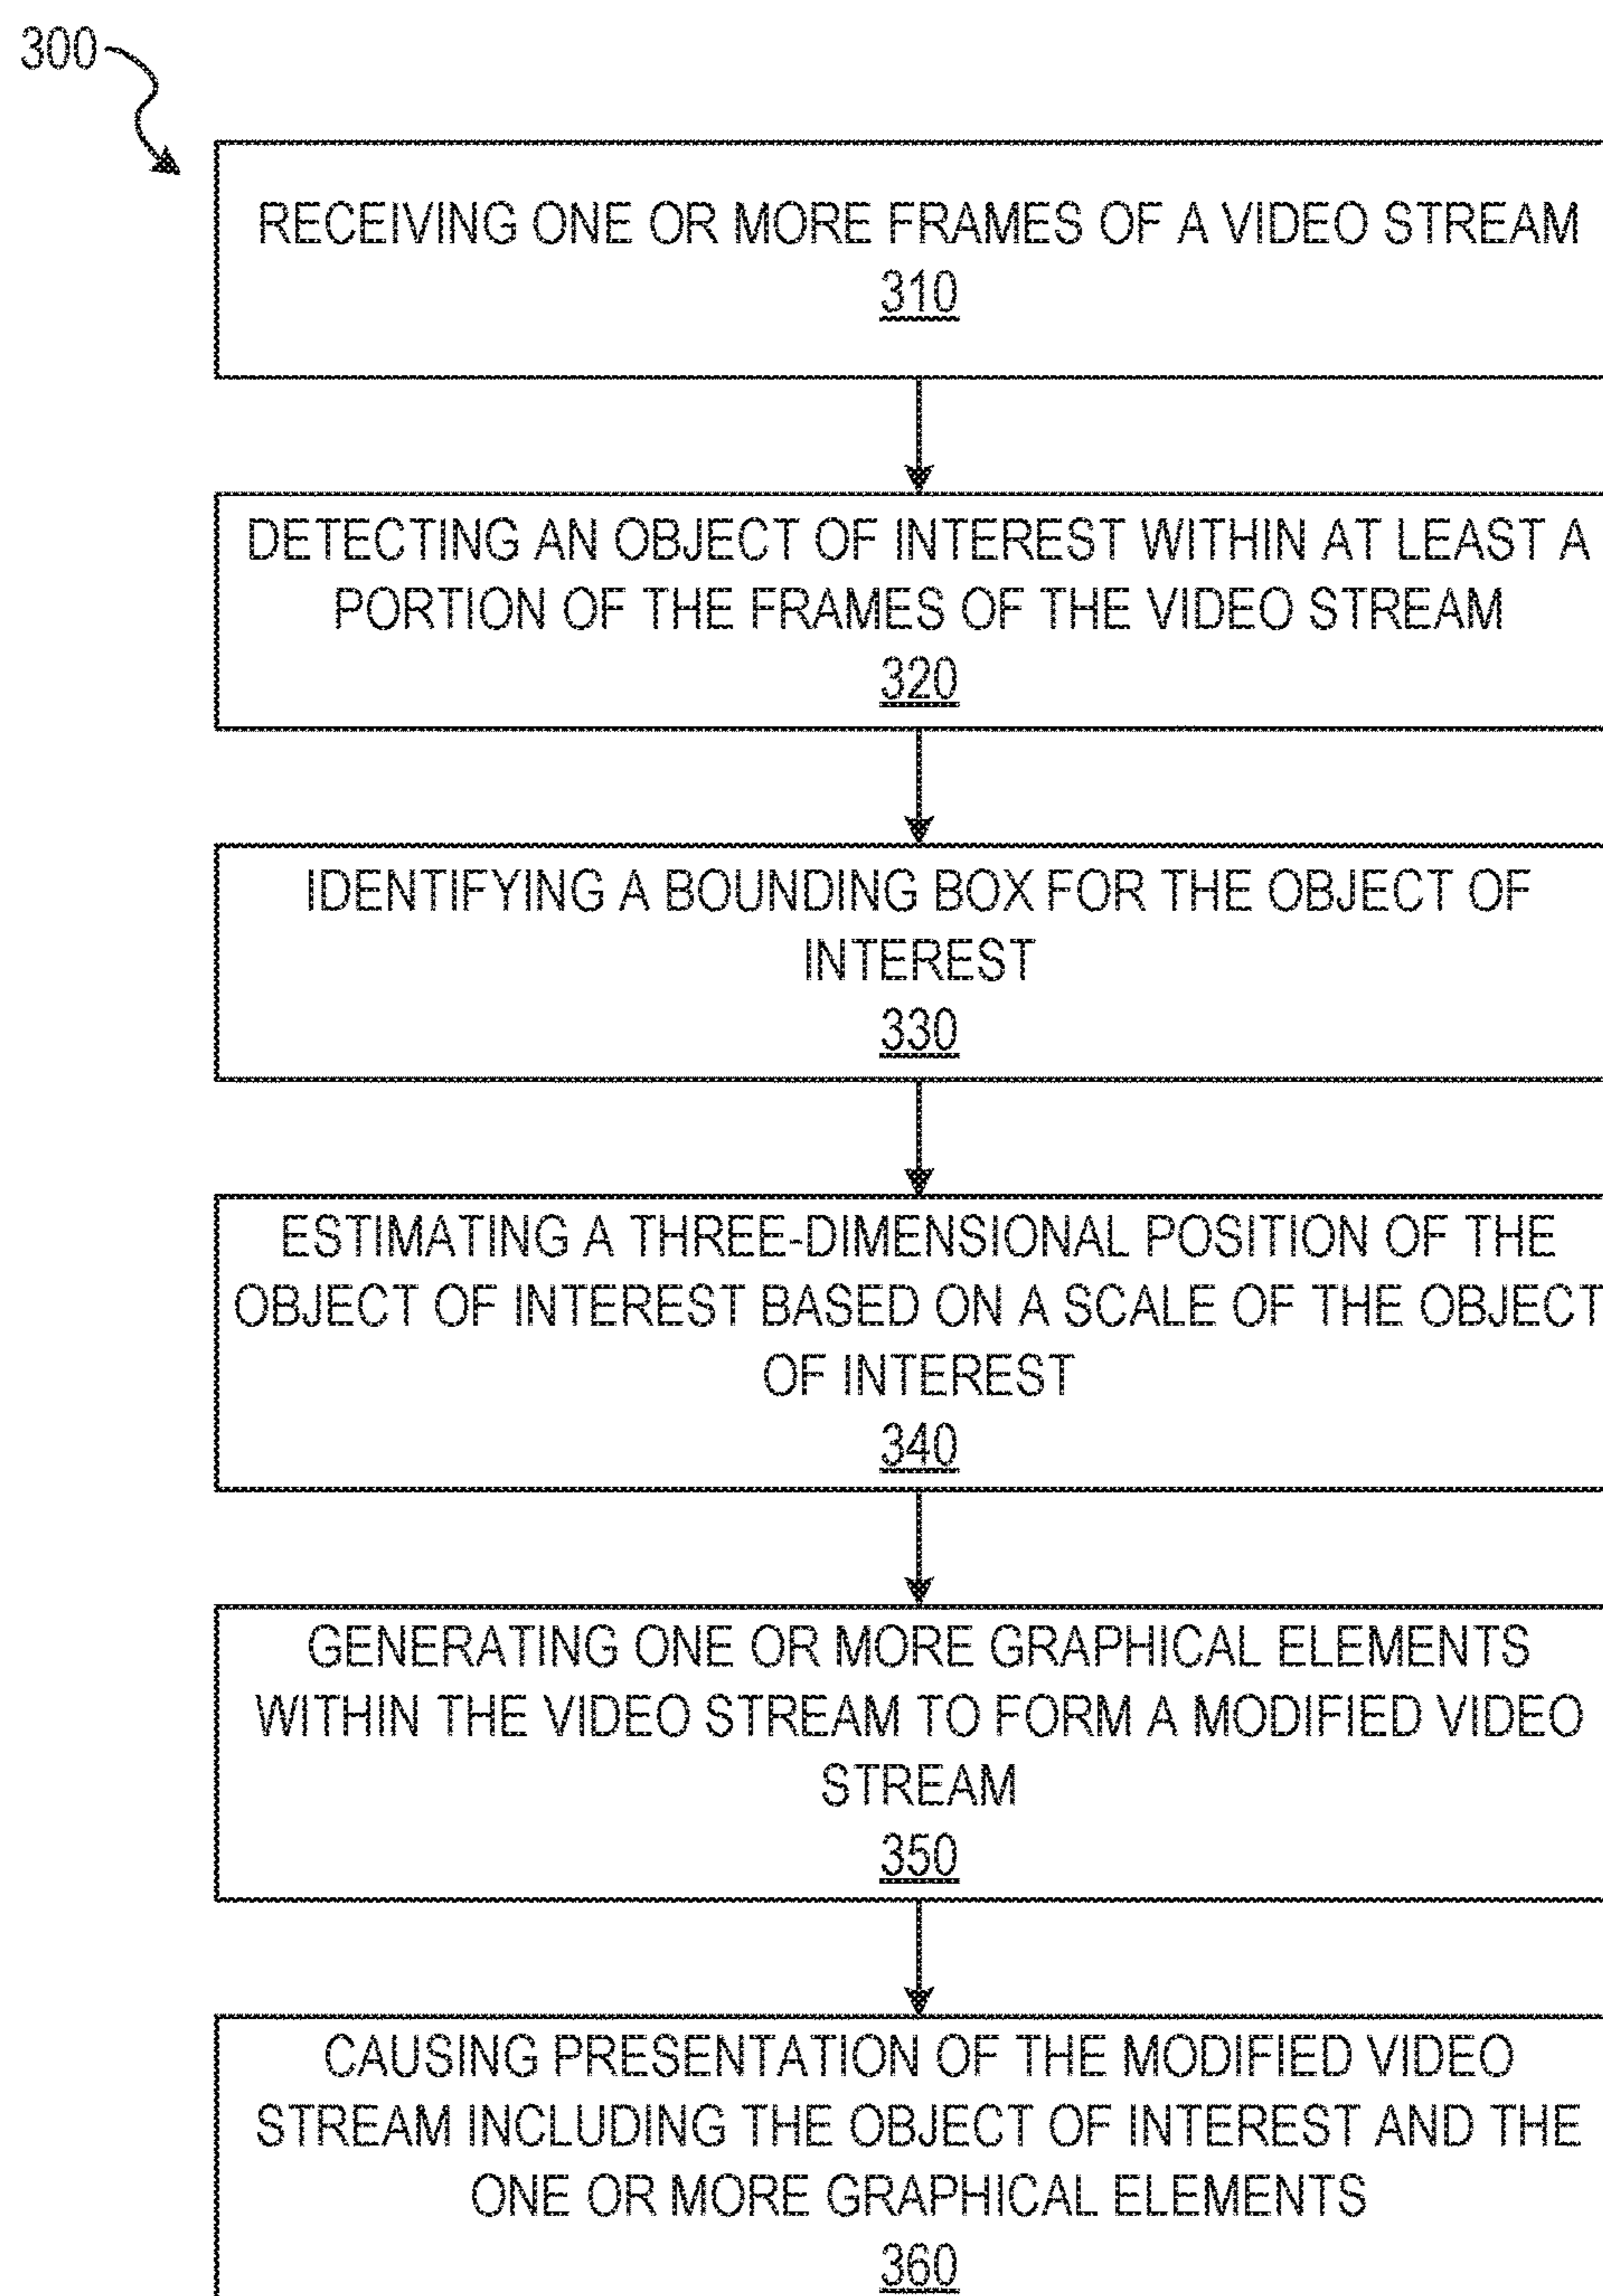 300
RECEIVING ONE OR MORE FRAMES OF A VIDEO STREAM
310
DETECTING AN OBJECT OF INTEREST WITHIN AT LEAST A
PORTION OF THE FRAMES OF THE VIDEO STREAM
320
IDENTIFYING A BOUNDING BOX FOR THE OBJECT OF
INTEREST
330
ESTIMATING A THREE-DIMENSIONAL POSITION OF THE
OBJECT OF INTEREST BASED ON A SCALE OF THE OBJECT
OF INTEREST
340
GENERATING ONE OR MORE GRAPHICAL ELEMENTS
WITHIN THE VIDEO STREAM TO FORM A MODIFIED VIDEO
STREAM
350
CAUSING PRESENTATION OF THE MODIFIED VIDEO
STREAM INCLUDING THE OBJECT OF INTEREST AND THE
ONE OR MORE GRAPHICAL ELEMENTS
360